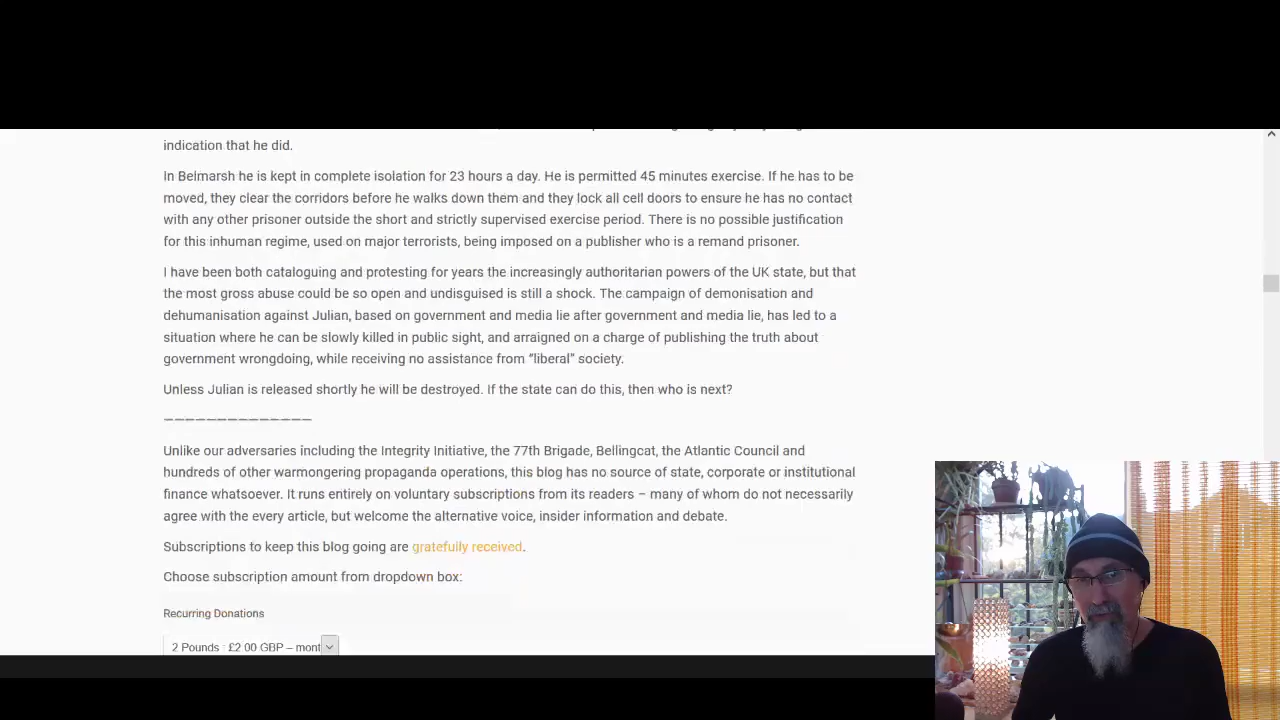 indication that he did.
In Belmarsh he is kept in complete isolation for 23 hours a day. He is permitted 45 minutes exercise. If he has to be
moved, they clear the corridors before he walks down them and they lock all cell doors to ensure he has no contact
with any other prisoner outside the short and strictly supervised exercise period. There is no possible justification
for this inhuman regime, used on major terrorists, being imposed on a publisher who is a remand prisoner.
I have been both cataloguing and protesting for years the increasingly authoritarian powers of the UK state, but that
the most gross abuse could be so open and undisguised is still a shock. The campaign of demonisation and
dehumanisation against Julian, based on government and media lie after government and media lie, has led to a
situation where he can be slowly killed in public sight, and arraigned on a charge of publishing the truth about
government wrongdoing, while receiving no assistance from “liberal” society.
Unless Julian is released shortly he will be destroyed. If the state can do this, then who is next?
——————————————
Unlike our adversaries including the Integrity Initiative, the 77th Brigade, Bellingcat, the Atlantic Council and
hundreds of other warmongering propaganda operations, this blog has no source of state, corporate or institutional
finance whatsoever. It runs entirely on voluntary subscriptions from its readers – many of whom do not necessarily
agree with the every article, but welcome the alternative voice, insider information and debate.
Subscriptions to keep this blog going are gratefully received.
Choose subscription amount from dropdown box:
Recurring Donations
2 Pounds : £2.00 GBP – mont